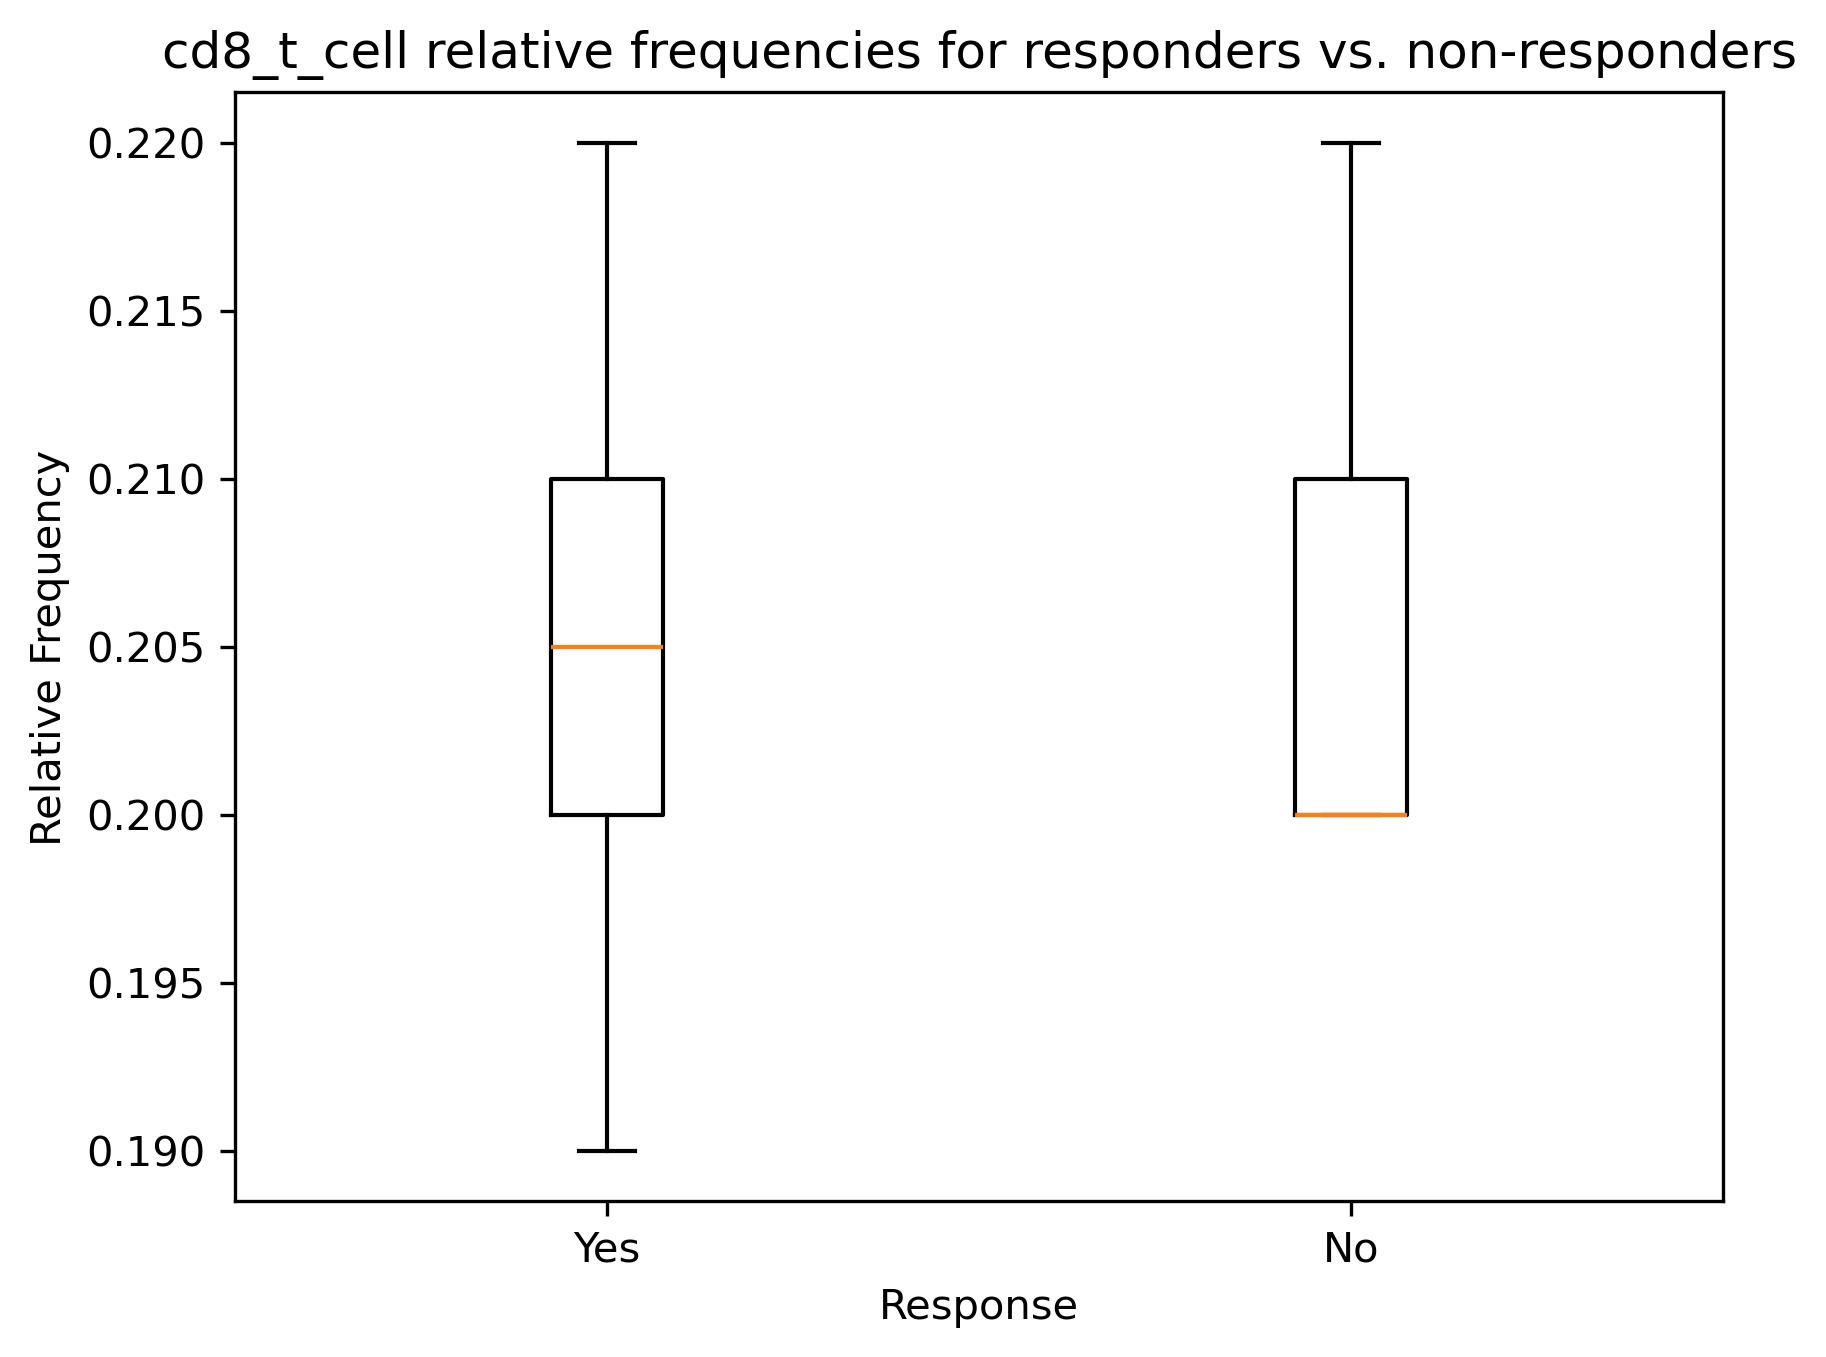 cd8_t_cell relative frequencies for responders vs. non-responders
0.220
0.215
0.210
0.205
0.200
0.195
0.190
Relative Frequency
Yes
No
Response